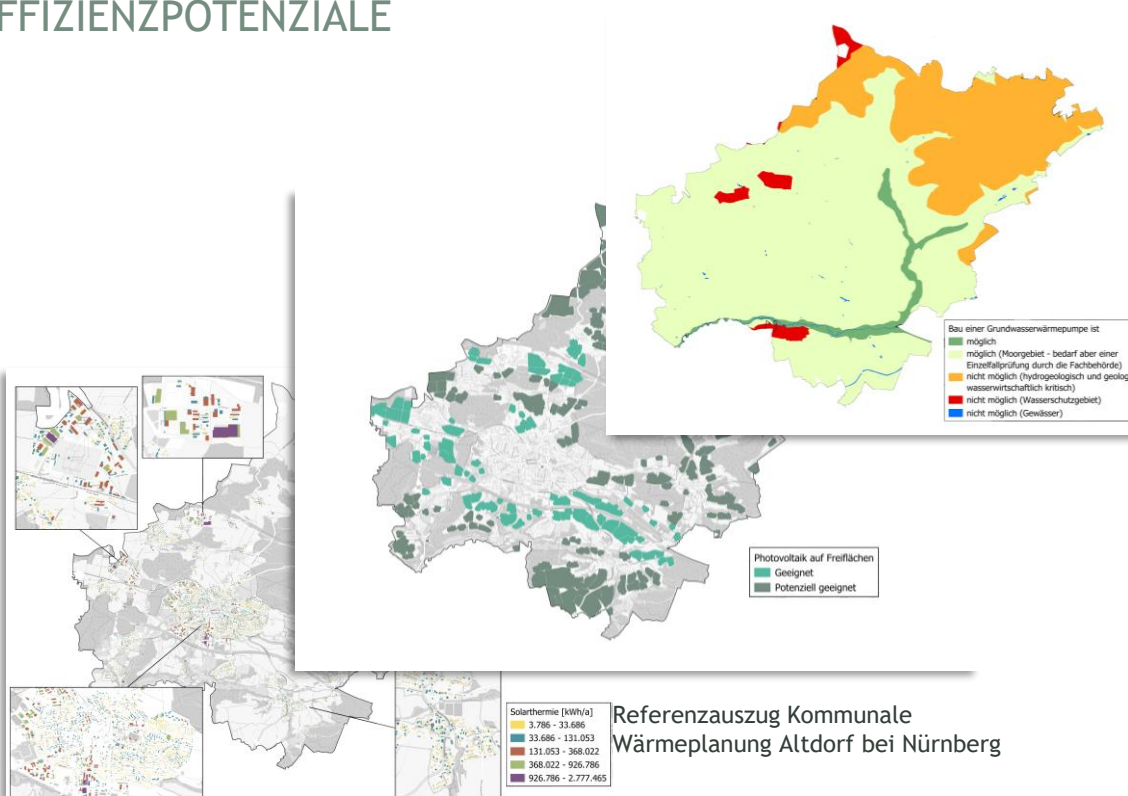 FFIZIENZPOTENZIALE
Bau einer Grundwasserwärmepumpe ist
möglich
möglich (Moorgebiet - bedarf aber einer
Einzelfallprüfung durch die Fachbehörde)
nicht möglich (hydrogeologisch und geolog
wasserwirtschaftlich kritisch)
nicht möglich (Wasserschutzgebiet)
nicht möglich (Gewässer)
Photovoltaik auf Freiflächen
Geeignet
Potenziell geeignet
Solarthermie [kWh/a]
3.786 - 33.686
33.686 - 131.053
131.053 - 368.022
368.022 - 926.786
926.786 - 2.777.465
Referenzauszug Kommunale
Wärmeplanung Altdorf bei Nürnberg